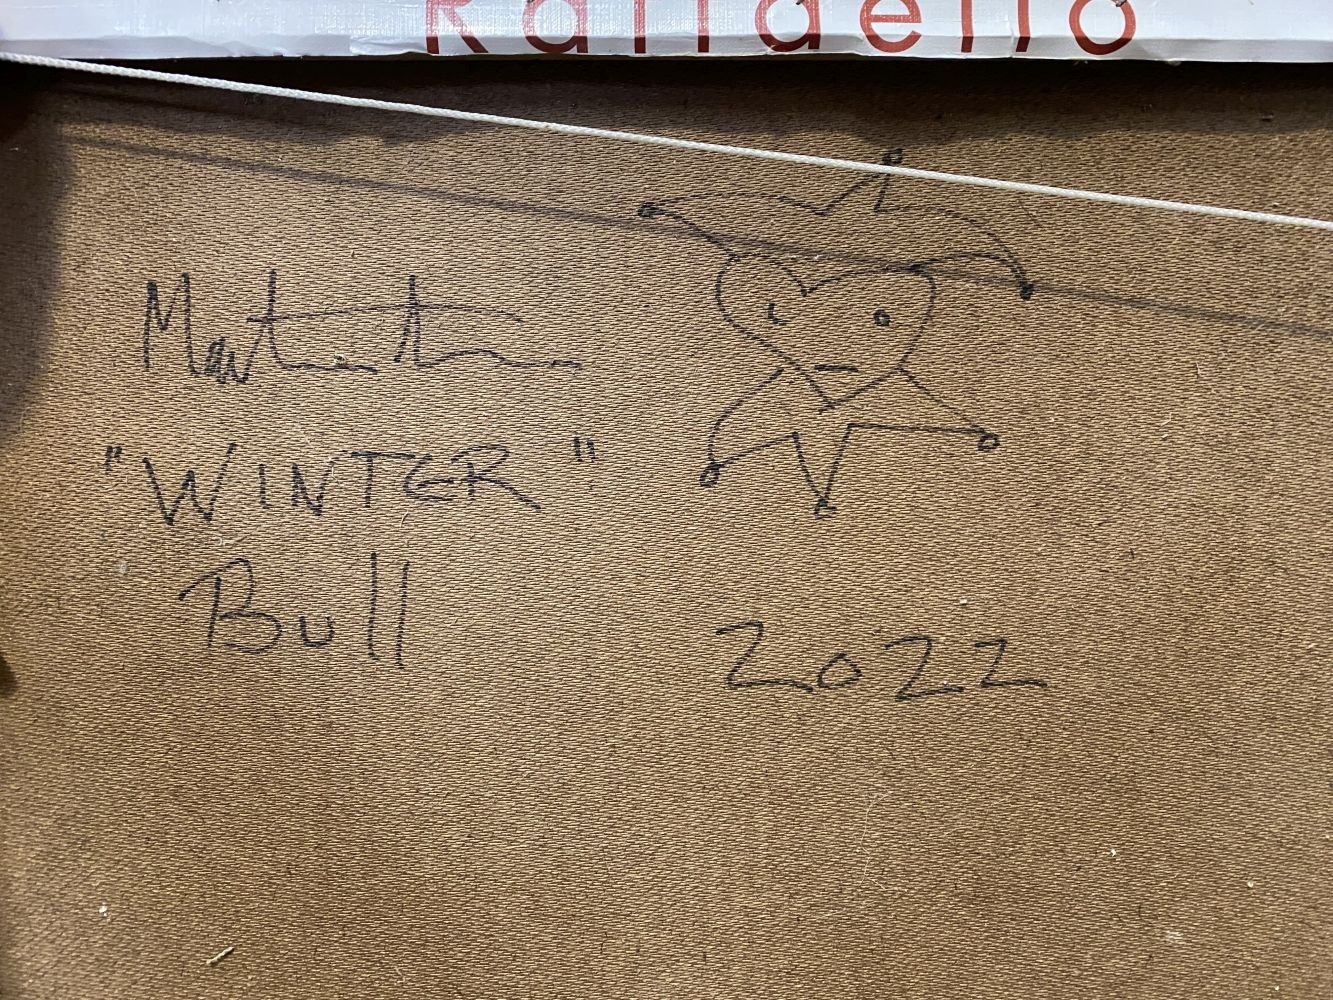 Raffaello
"WINTER"
Bull
2022